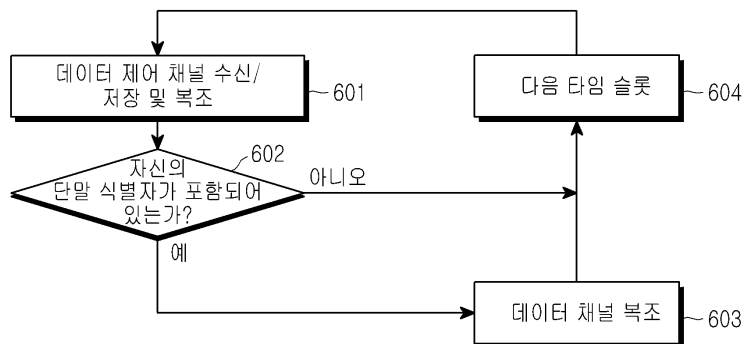 데이터 제어 채널 수신/
저장 및 복조
601
다음 타임 슬롯
604
602
자신의
단말 식별자가 포함되어
있는가?
아니오
예
데이터 채널 복조
603